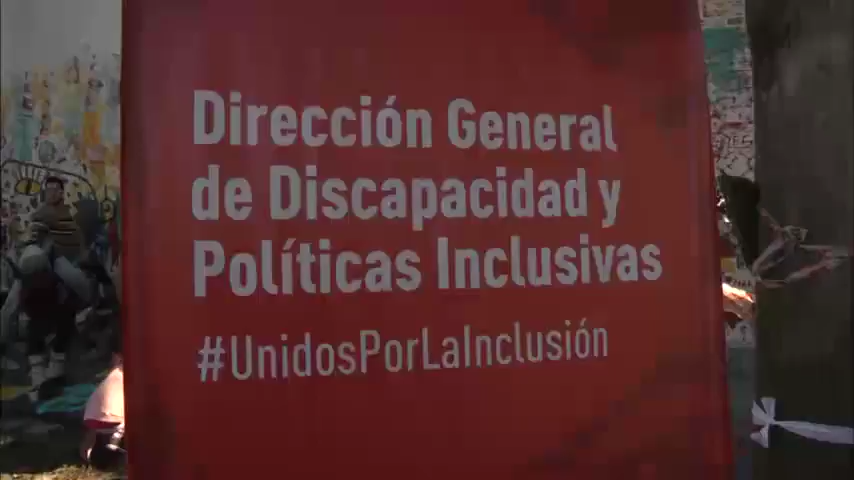 Dirección General
de Discapacidad y
Políticas Inclusivas
#UnidosPorLaInclusión